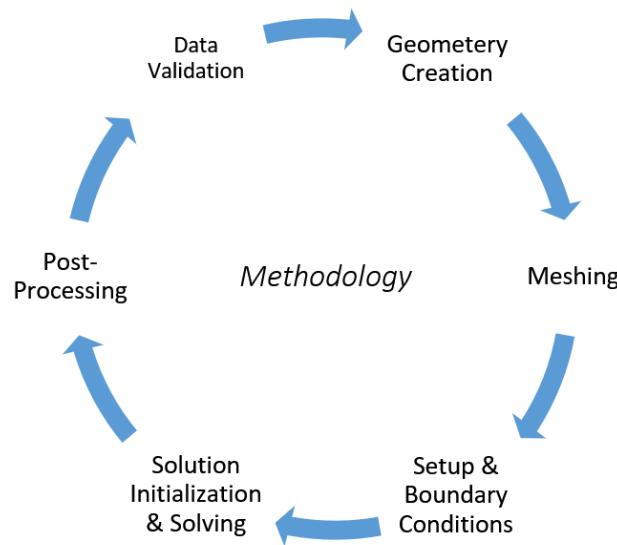 Data
Validation
Geometery
Creation
Post-
Processing
Methodology
Meshing
Solution
Initialization
& Solving
Setup &
Boundary
Conditions